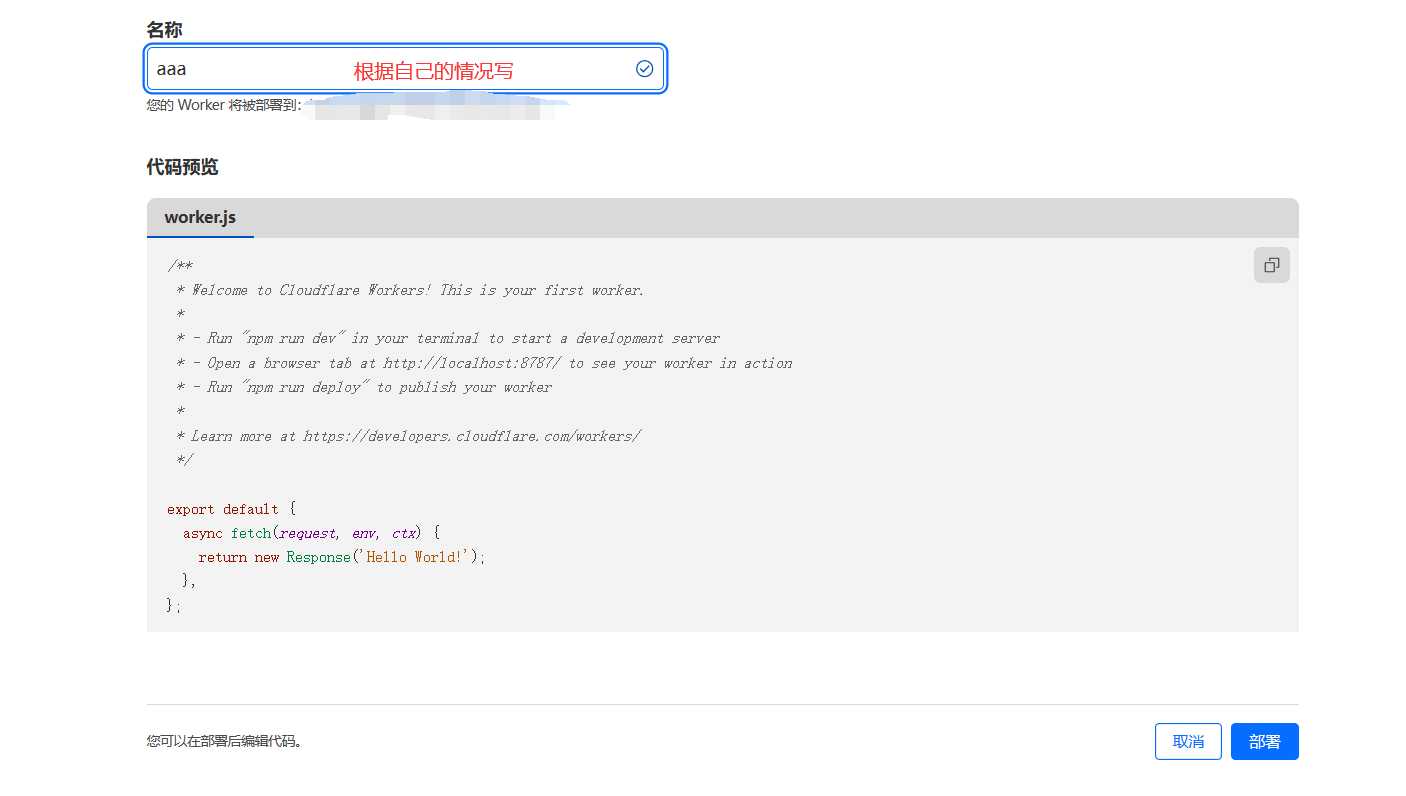 名称
aaa 根据自己的情况写
您的 Worker 将被部署到:
代码预览
worker.js
/**
 * Welcome to Cloudflare Workers! This is your first worker.
 *
 * - Run "npm run dev" in your terminal to start a development server
 * - Open a browser tab at http://localhost:8787/ to see your worker in action
 * - Run "npm run deploy" to publish your worker
 *
 * Learn more at https://developers.cloudflare.com/workers/
 */
export default {
  async fetch(request, env, ctx) {
    return new Response('Hello World!');
  },
};
您可以在部署后编辑代码。
取消 部署